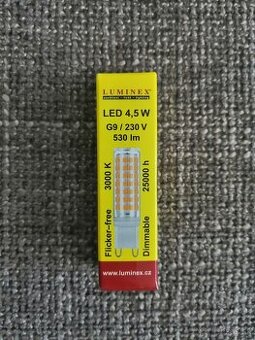 LUMINEX
LED 4,5 W
G9 / 230 V
530 lm
3000 K
Flicker-free
25000 h
Dimmable
www.luminex.cz